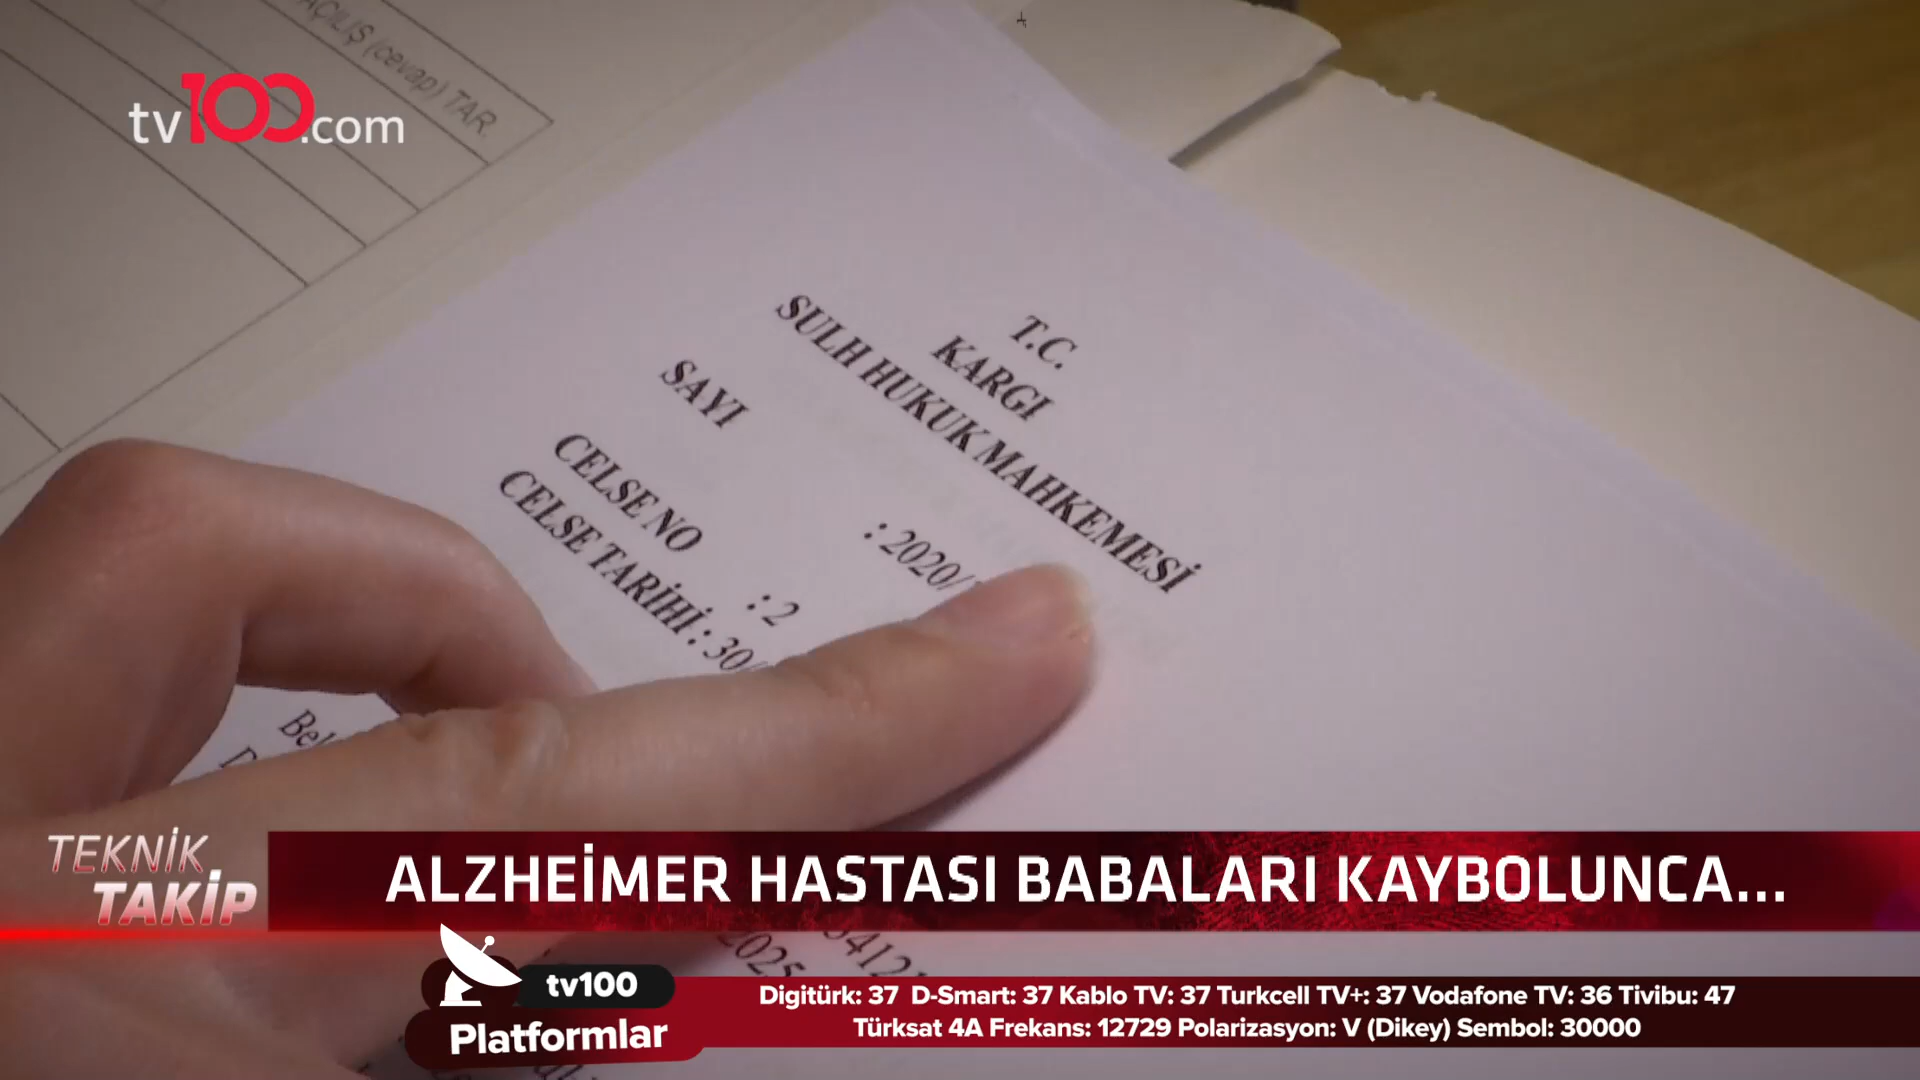 AÇILIŞ (cevap) TAR.
tv100.com
T.C.
KARGI
SULH HUKUK MAHKEMESİ
SAYI : 2020/
CELSE NO : 2
CELSE TARİHİ : 30/
TEKNİK
TAKİP
ALZHEİMER HASTASI BABALARI KAYBOLUNCA...
2025
tv100
Platformlar
Digitürk: 37 D-Smart: 37 Kablo TV: 37 Turkcell TV+: 37 Vodafone TV: 36 Tivibu: 47
Türksat 4A Frekans: 12729 Polarizasyon: V (Dikey) Sembol: 30000